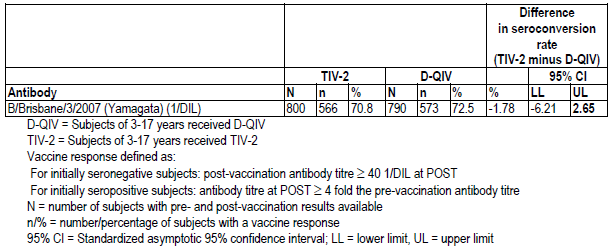 Difference
in seroconversion
rate
(TIV-2 minus D-QIV)
TIV-2 D-QIV 95% CI
Antibody N n % N n % % LL UL
B/Brisbane/3/2007 (Yamagata) (1/DIL) 800 566 70.8 790 573 72.5 -1.78 -6.21 2.65
D-QIV = Subjects of 3-17 years received D-QIV
TIV-2 = Subjects of 3-17 years received TIV-2
Vaccine response defined as:
For initially seronegative subjects: post-vaccination antibody titre ≥ 40 1/DIL at POST
For initially seropositive subjects: antibody titre at POST ≥ 4 fold the pre-vaccination antibody titre
N = number of subjects with pre- and post-vaccination results available
n/% = number/percentage of subjects with a vaccine response
95% CI = Standardized asymptotic 95% confidence interval; LL = lower limit, UL = upper limit